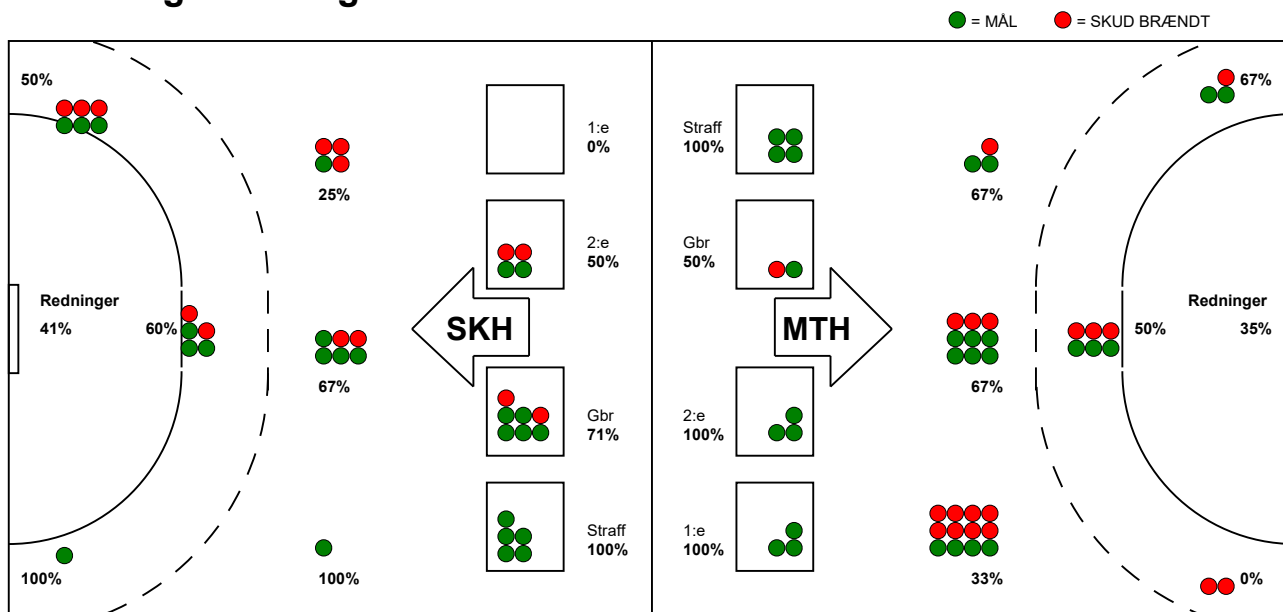 = MÅL = SKUD BRÆNDT
50%
25%
1:e
0%
2:e
50%
Redninger
41%
60%
SKH
67%
Gbr
71%
Straff
100%
100%
100%
Straff
100%
67%
67%
Gbr
50%
MTH
67%
50%
Redninger
35%
2:e
100%
1:e
100%
33%
0%